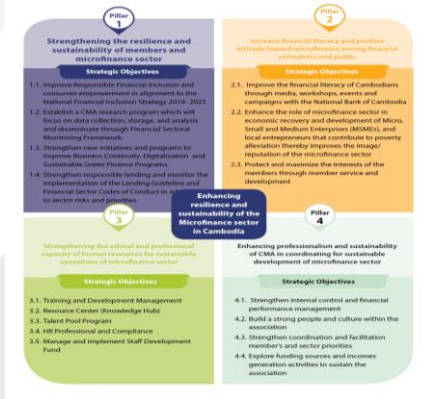 Pillar
1
Strengthening the resilience and
sustainability of members and
microfinance sector
Strategic Objectives
1.1. Improve Responsible Financial Inclusion and
consumer empowerment in alignment to the
National Financial Inclusion Strategy 2019- 2025
1.2. Establish a CMA research program which will
focus on data collection, storage, and analysis
and disseminate through Financial Sectoral
Monitoring Framework.
1.3. Strengthen new initiatives and programs to
improve Business Continuity, Digitalization and
Sustainable Green Finance Programs
1.4. Strengthen responsible lending and monitor the
implementation of the Lending Guideline and
Financial Sector Codes of Conduct in
to sector risks and priorities
Pillar
2
Increase financial literacy and positive
attitude toward microfinance among financial
consumers and public
Strategic Objectives
2.1. Improve the financial literacy of Cambodians
through media, workshops, events and
campaigns with the National Bank of Cambodia
2.2. Enhance the role of microfinance sector in
economic recovery and development of Micro,
Small and Medium Enterprises (MSMEs), and
local entrepreneurs that contribute to poverty
alleviation thereby improves the image/
reputation of the microfinance sector
2.3. Protect and maximize the interests of the
members through member service and
development
Enhancing
resilience and
sustainability of the
Microfinance sector
in Cambodia
Pillar
3
Strengthening the ethical and professional
capacity of human resources for sustainable
operations of microfinance sector
Strategic Objectives
3.1. Training and Development Management
3.2. Resource Center (Knowledge Hub)
3.3. Talent Pool Program
3.4. HR Professional and Compliance
3.5. Manage and implement Staff Development
Fund
Pillar
4
Enhancing professionalism and sustainability
of CMA in coordinating for sustainable
development of microfinance sector
Strategic Objectives
4.1. Strengthen internal control and financial
performance management
4.2. Build a strong people and culture within the
association
4.3. Strengthen coordination and facilitation
member's and sector priorities
4.4. Explore funding sources and incomes
generation activities to sustain the
association